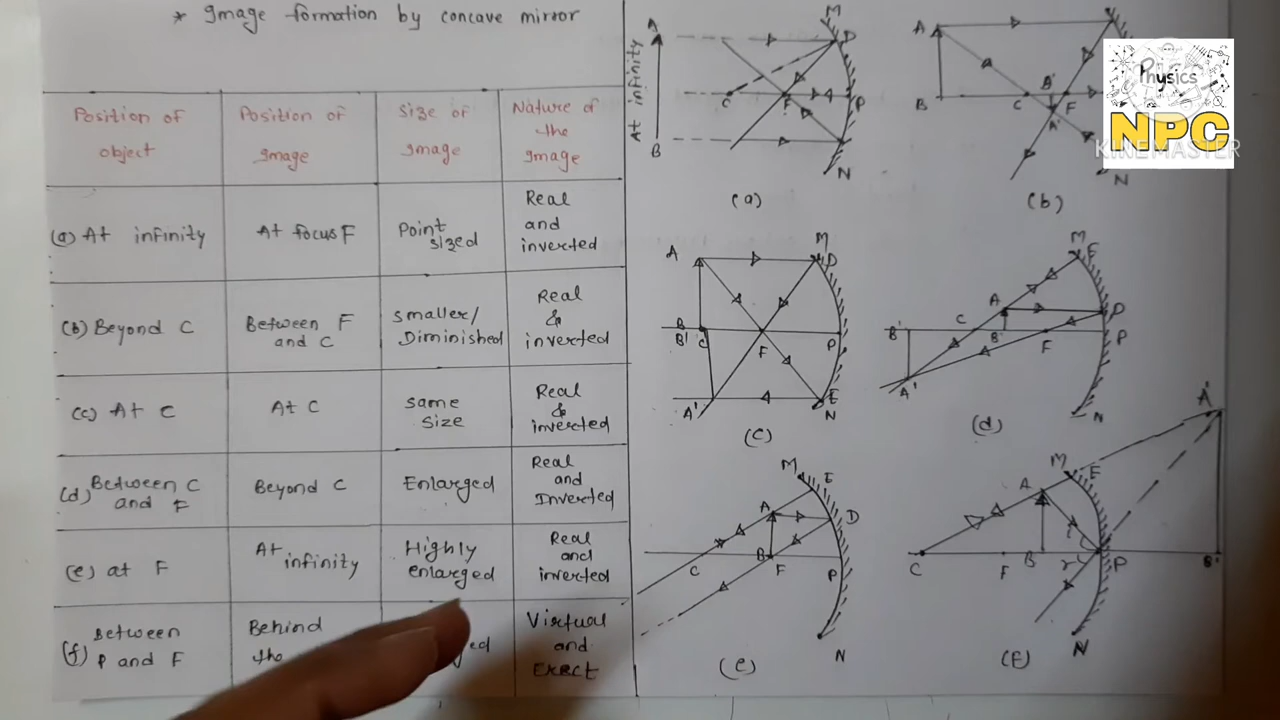 * Image formation by concave mirror
Position of object
Position of Image
Size of Image
Nature of the Image
(a) At infinity
At focus F
Point sized
Real and inverted
(b) Beyond C
Between F and C
smaller/ Diminished
Real & inverted
(c) At C
At C
same size
Real & inverted
(d) Between C and F
Beyond C
Enlarged
Real and Inverted
(e) at F
At infinity
Highly enlarged
Real and inverted
(f) Between P and F
Behind the
Virtual and
A
At infinity
B
M
D
C
F
P
N
(a)
A
B
C
B'
F
A'
N
(b)
Physics
NPC
KINEMASTER
A
M
D
B
B'
C
F
P
A'
E
N
(c)
M
E
A
D
C
B'
B
F
P
A'
N
(d)
M
E
A
D
C
B
F
P
N
(e)
A'
M
E
A
C
F
B
i
r
P
B'
N
(f)